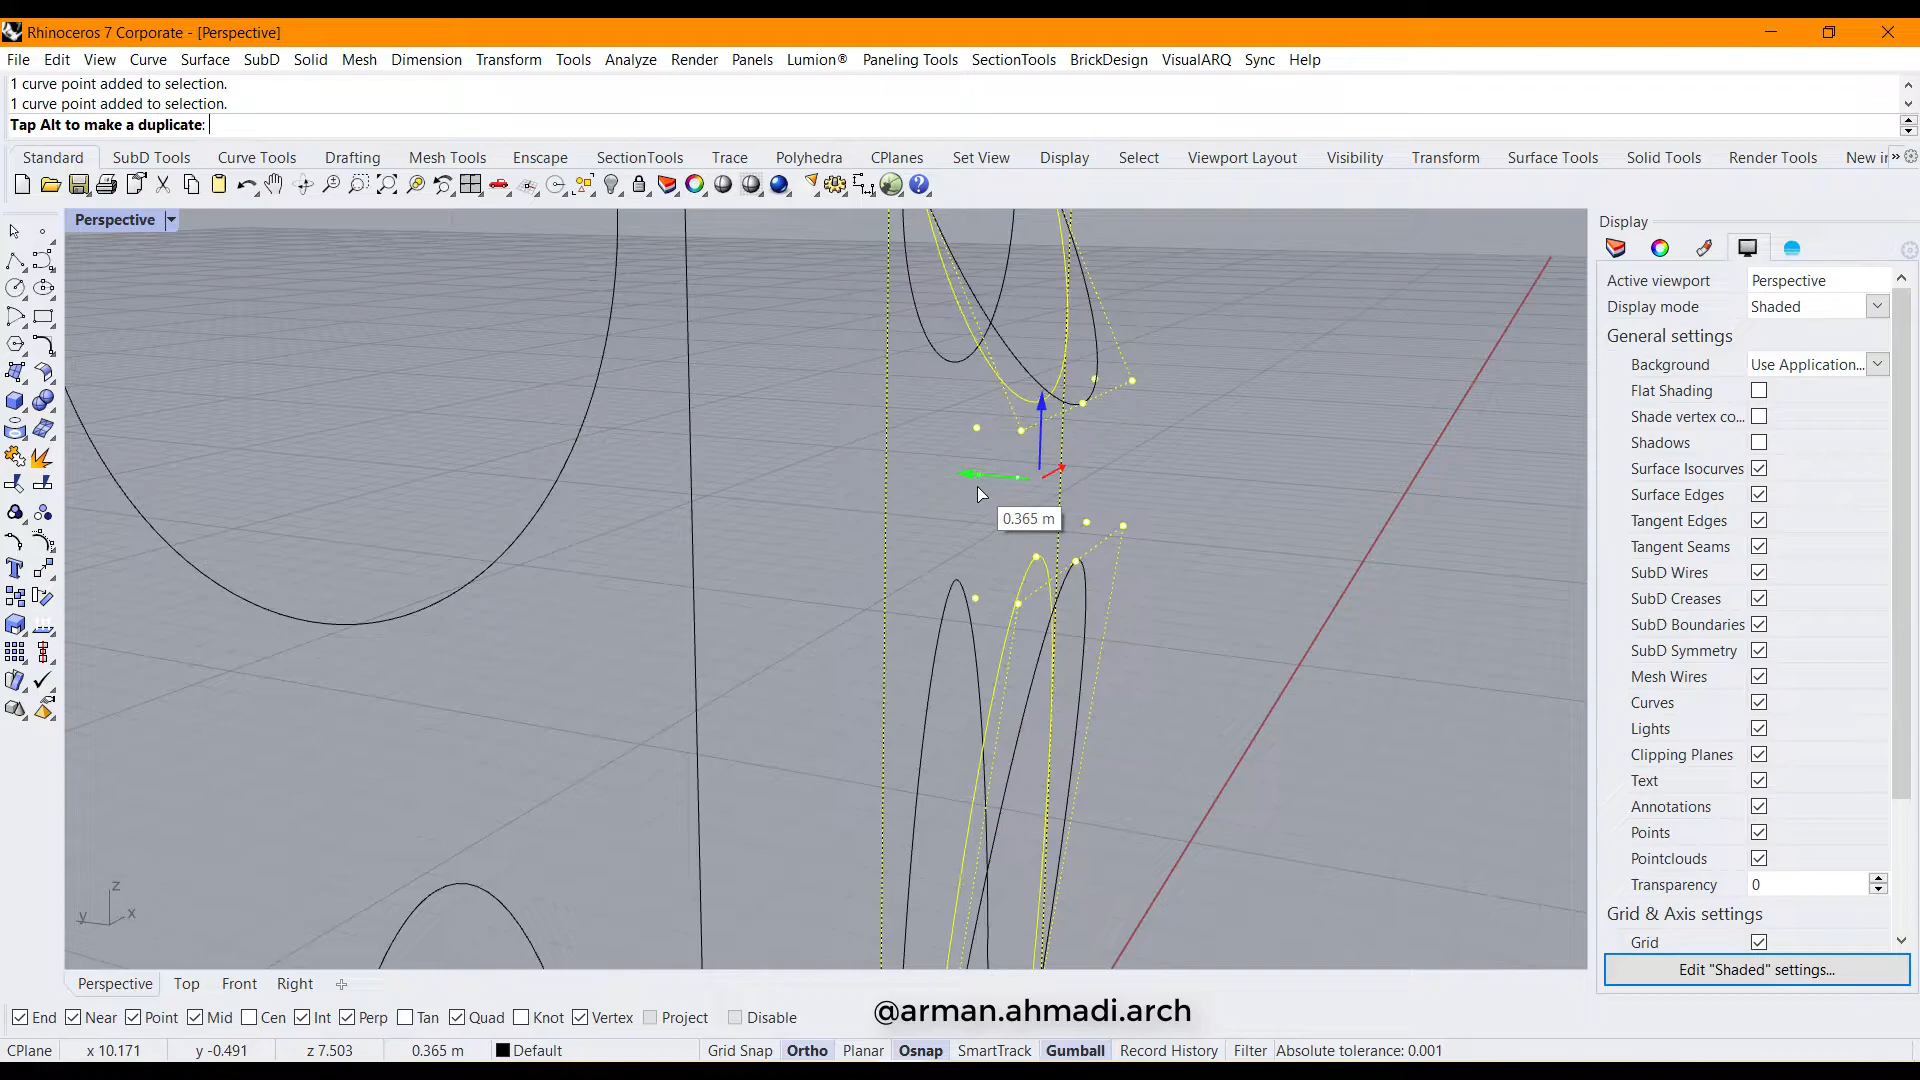 Rhinoceros 7 Corporate - [Perspective]
File Edit View Curve Surface SubD Solid Mesh Dimension Transform Tools Analyze Render Panels Lumion® Paneling Tools SectionTools BrickDesign VisualARQ Sync Help
1 curve point added to selection.
1 curve point added to selection.
Tap Alt to make a duplicate:
Standard SubD Tools Curve Tools Drafting Mesh Tools Enscape SectionTools Trace Polyhedra CPlanes Set View Display Select Viewport Layout Visibility Transform Surface Tools Solid Tools Render Tools New in »
Perspective
0.365 m
z
y x
Display
Active viewport Perspective
Display mode Shaded
General settings
Background Use Application...
Flat Shading
Shade vertex co...
Shadows
Surface Isocurves
Surface Edges
Tangent Edges
Tangent Seams
SubD Wires
SubD Creases
SubD Boundaries
SubD Symmetry
Mesh Wires
Curves
Lights
Clipping Planes
Text
Annotations
Points
Pointclouds
Transparency 0
Grid & Axis settings
Grid
Edit "Shaded" settings...
Perspective Top Front Right
@arman.ahmadi.arch
End Near Point Mid Cen Int Perp Tan Quad Knot Vertex Project Disable
CPlane x 10.171 y -0.491 z 7.503 0.365 m Default Grid Snap Ortho Planar Osnap SmartTrack Gumball Record History Filter Absolute tolerance: 0.001